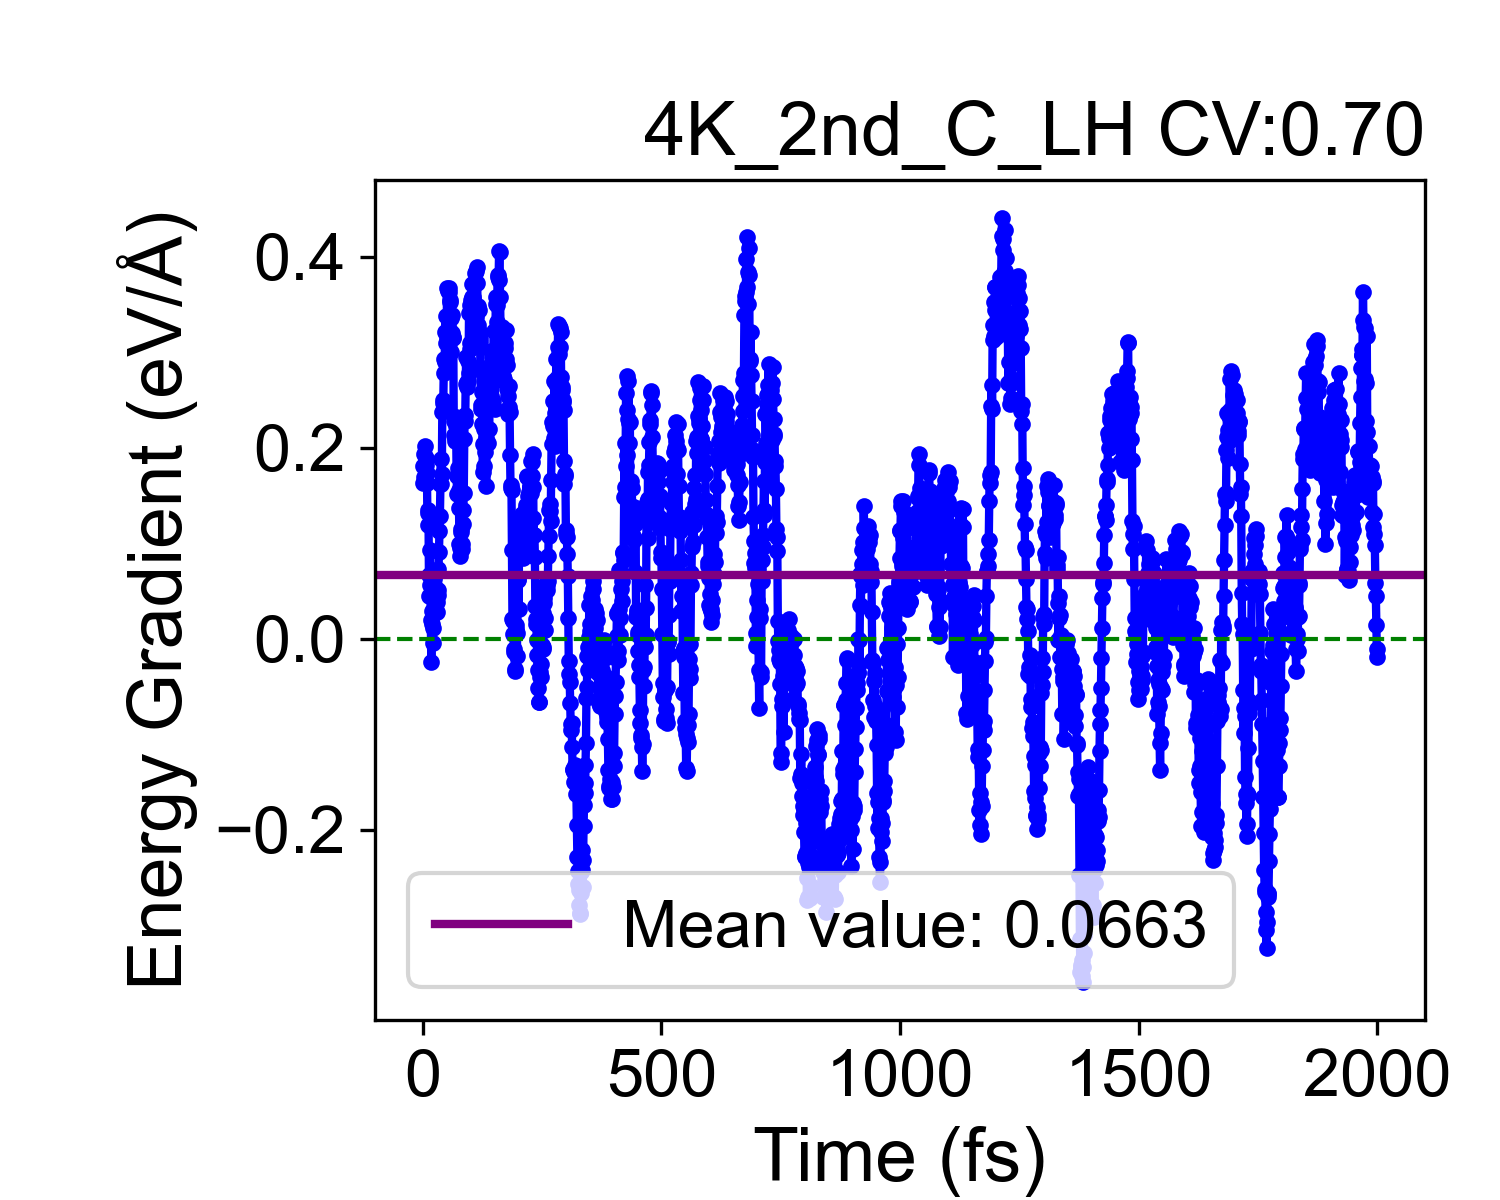 4K_2nd_C_LH CV:0.70
Energy Gradient (eV/Å)
0.4
0.2
0.0
−0.2
Mean value: 0.0663
0 500 1000 1500 2000
Time (fs)